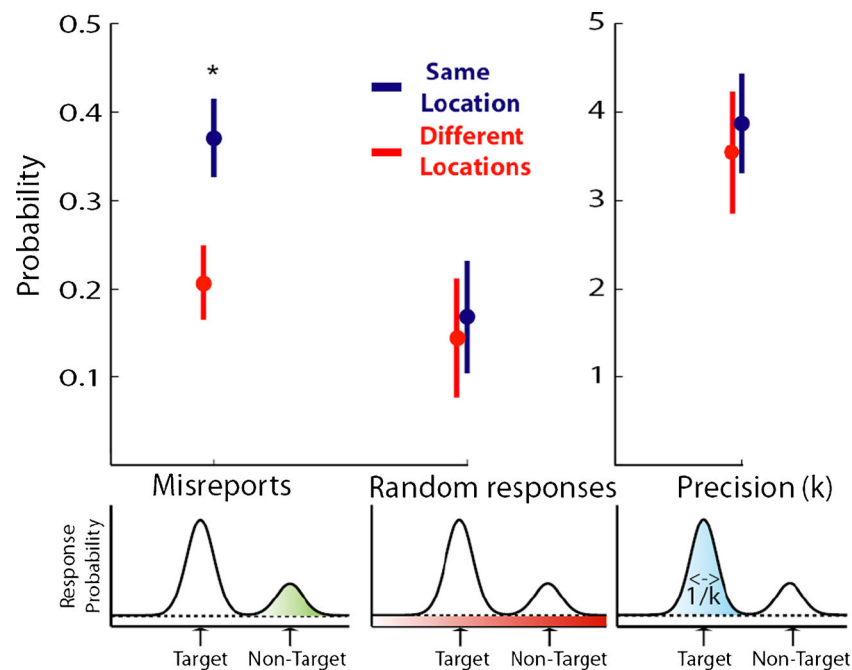 0.5
0.4
0.3
0.2
0.1
Probability
*
Same
Location
Different
Locations
5
4
3
2
1
Misreports
Random responses
Precision (k)
Response
Probability
Target
Non-Target
Target
Non-Target
<->
1/k
Target
Non-Target